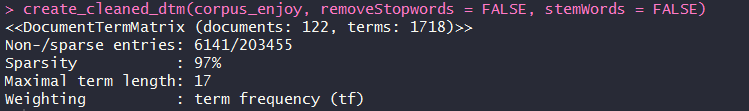 > create_cleaned_dtm(corpus_enjoy, removeStopwords = FALSE, stemWords = FALSE)
<<DocumentTermMatrix (documents: 122, terms: 1718)>>
Non-/sparse entries: 6141/203455
Sparsity           : 97%
Maximal term length: 17
Weighting          : term frequency (tf)